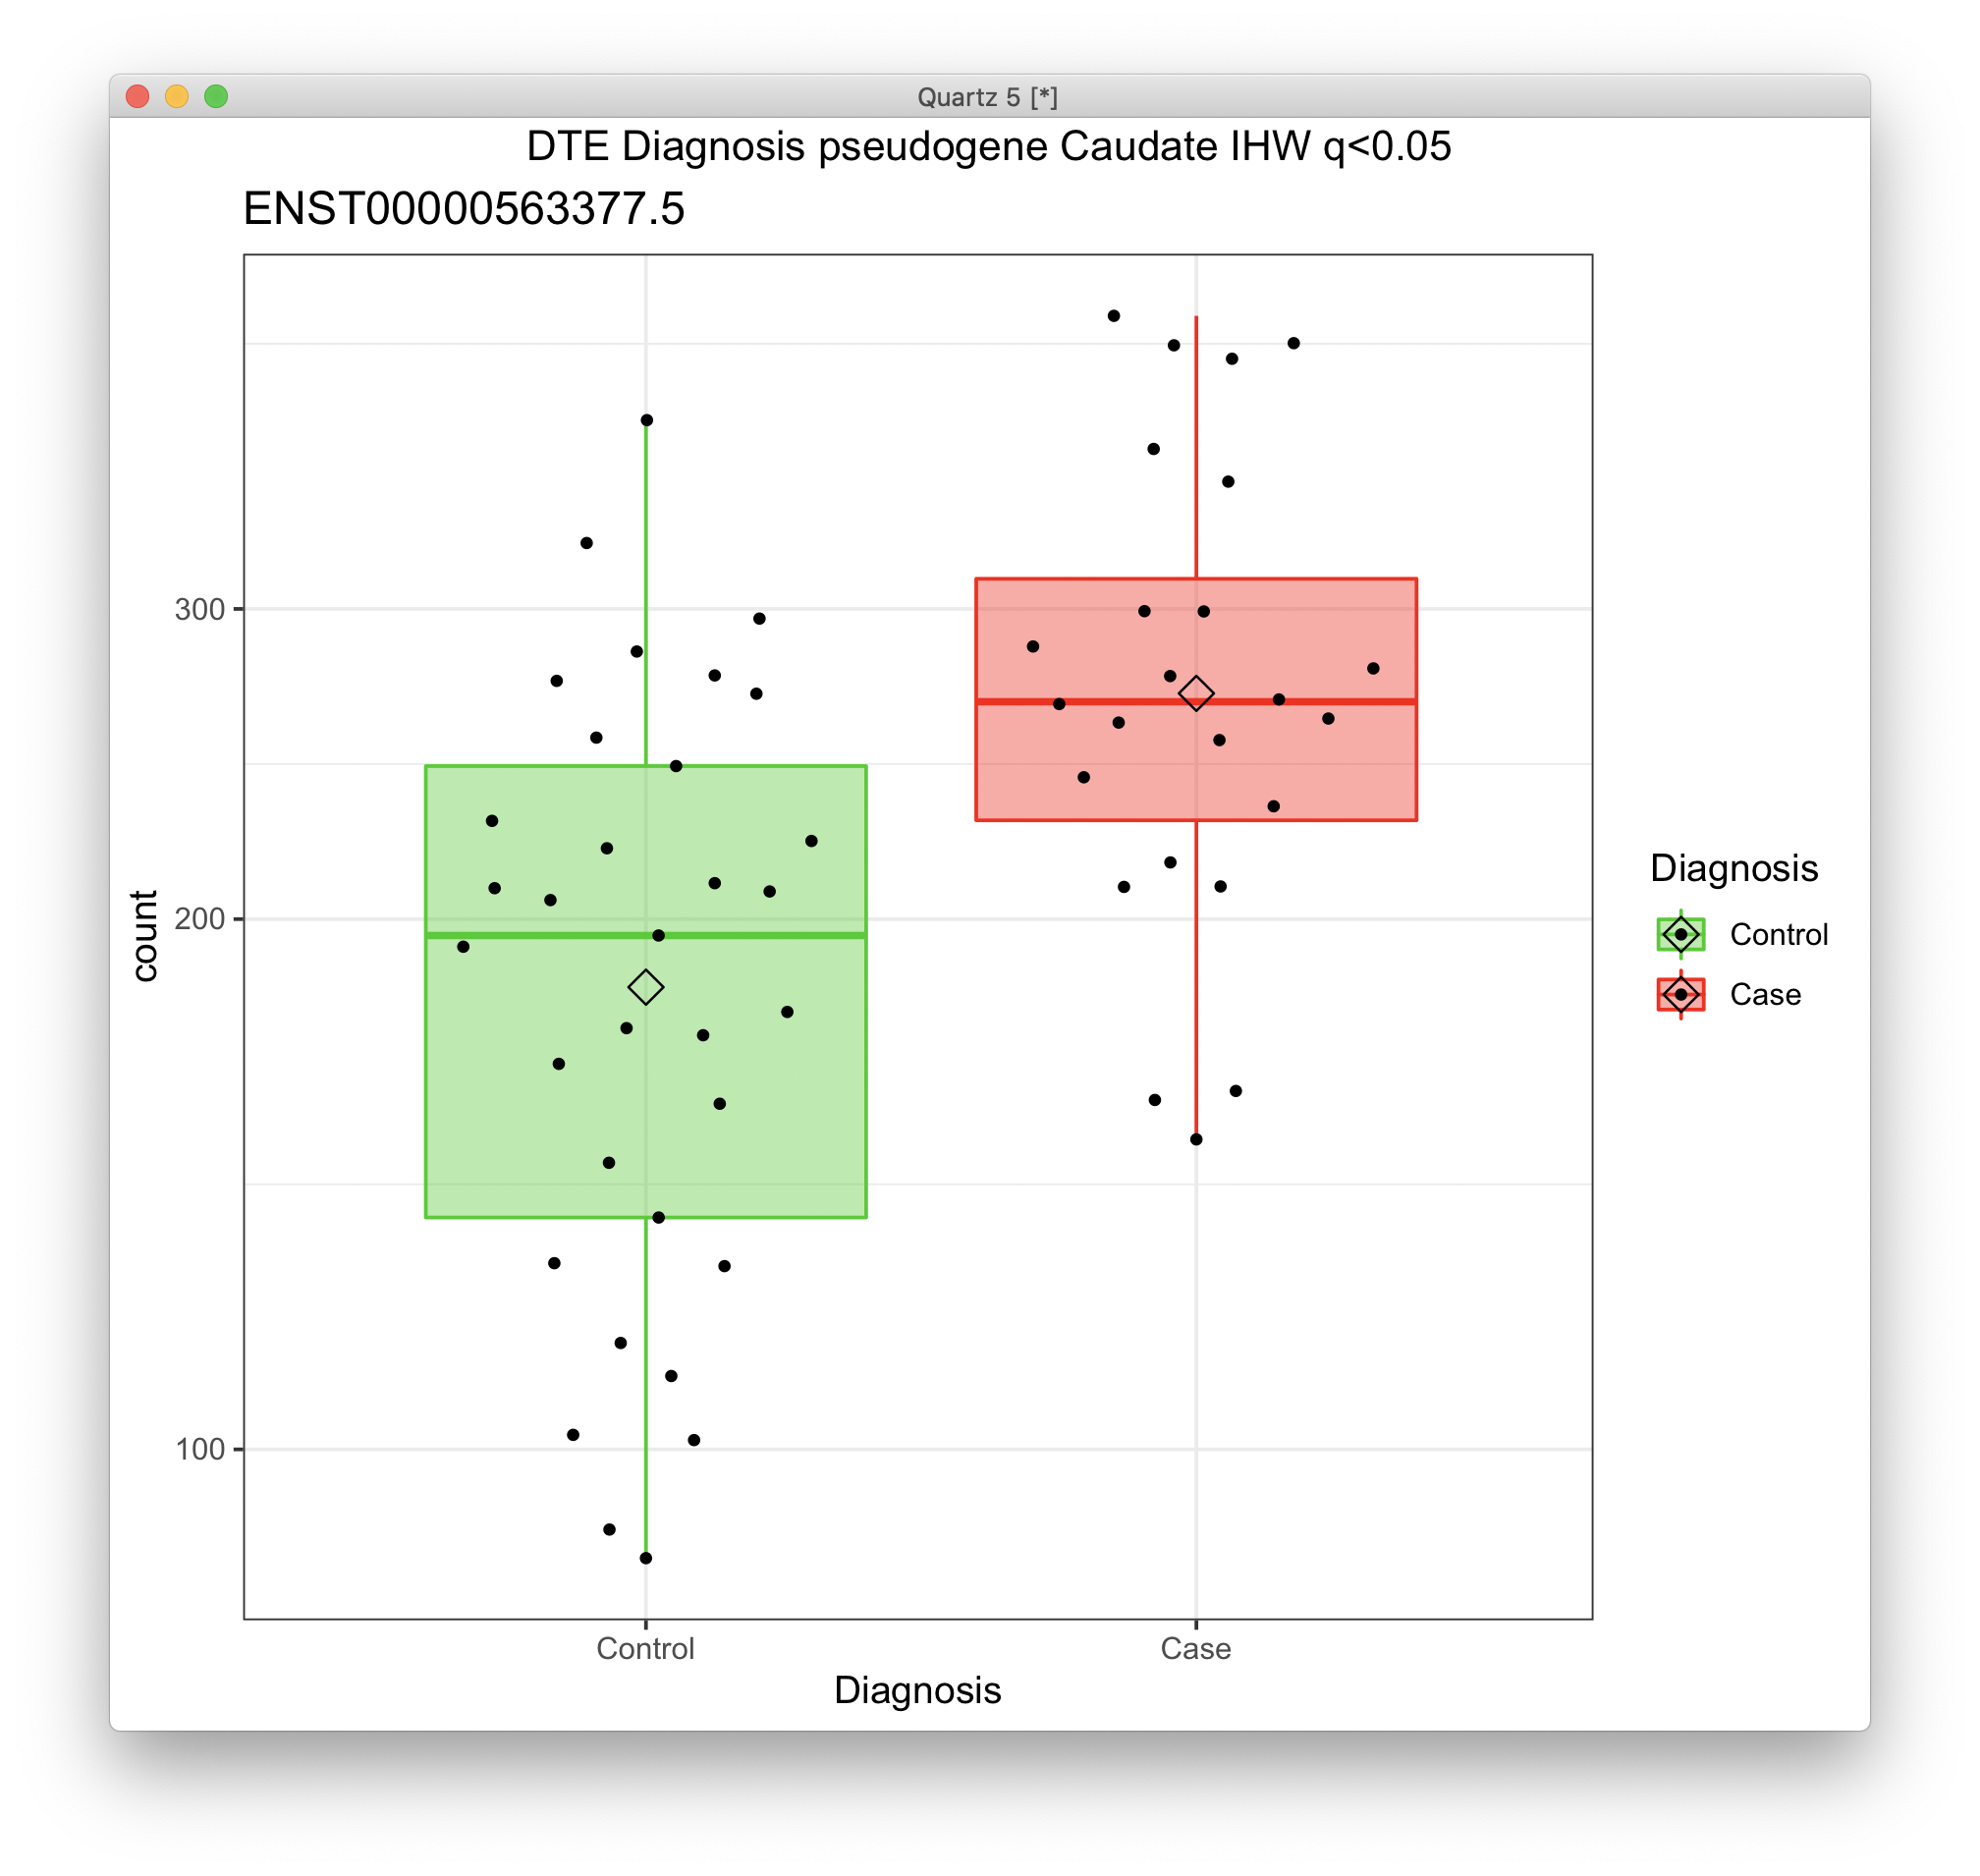 Quartz 5 [*]
DTE Diagnosis pseudogene Caudate IHW q<0.05
ENST00000563377.5
300
200
100
count
Control
Case
Diagnosis
Diagnosis
Control
Case